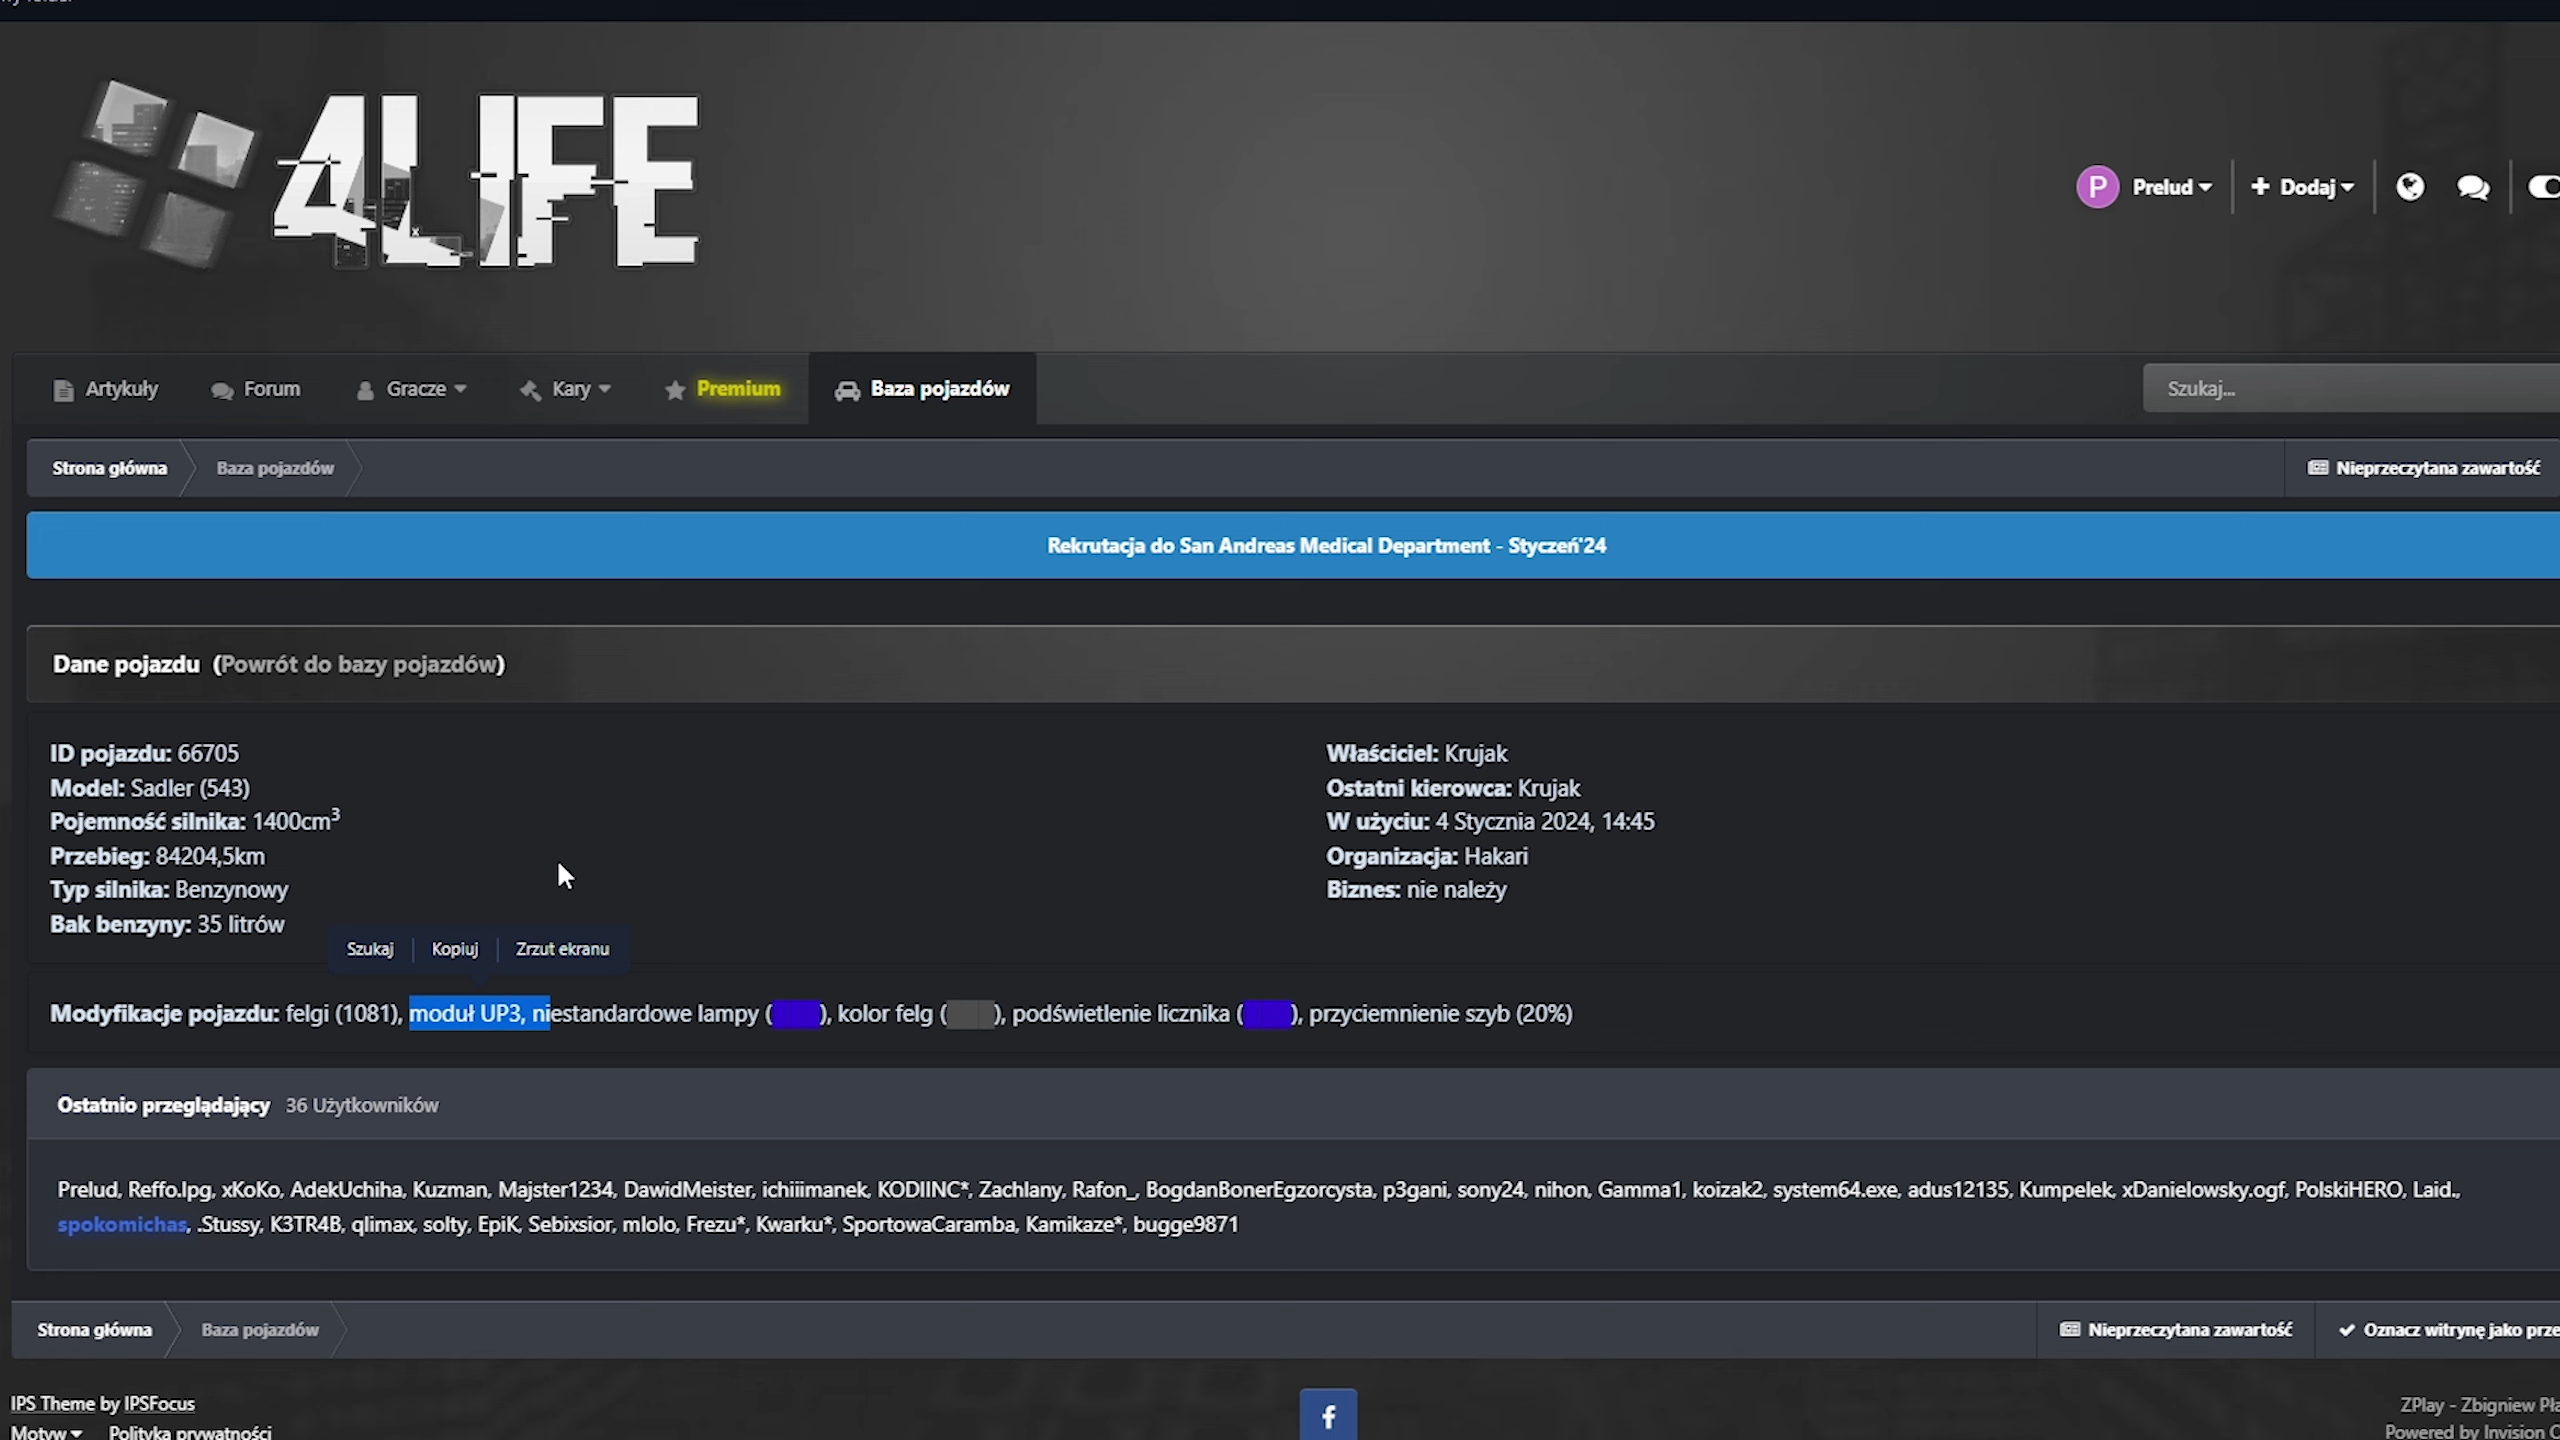 4LIFE
P Prelud
+ Dodaj
Artykuły
Forum
Gracze
Kary
Premium
Baza pojazdów
Szukaj...
Strona główna
Baza pojazdów
Nieprzeczytana zawartość
Rekrutacja do San Andreas Medical Department - Styczeń'24
Dane pojazdu (Powrót do bazy pojazdów)
ID pojazdu: 66705
Model: Sadler (543)
Pojemność silnika: 1400cm³
Przebieg: 84204,5km
Typ silnika: Benzynowy
Bak benzyny: 35 litrów
Właściciel: Krujak
Ostatni kierowca: Krujak
W użyciu: 4 Stycznia 2024, 14:45
Organizacja: Hakari
Biznes: nie należy
Szukaj
Kopiuj
Zrzut ekranu
Modyfikacje pojazdu: felgi (1081), moduł UP3, niestandardowe lampy ( ), kolor felg ( ), podświetlenie licznika ( ), przyciemnienie szyb (20%)
Ostatnio przeglądający 36 Użytkowników
Prelud, Reffo.lpg, xKoKo, AdekUchiha, Kuzman, Majster1234, DawidMeister, ichiiimanek, KODIINC*, Zachlany, Rafon_, BogdanBonerEgzorcysta, p3gani, sony24, nihon, Gamma1, koizak2, system64.exe, adus12135, Kumpelek, xDanielowsky.ogf, PolskiHERO, Laid.,
spokomichas, .Stussy, K3TR4B, qlimax, solty, EpiK, Sebixsior, mlolo, Frezu*, Kwarku*, SportowaCaramba, Kamikaze*, bugge9871
Strona główna
Baza pojazdów
Nieprzeczytana zawartość
Oznacz witrynę jako prze
IPS Theme by IPSFocus
Motyw
Polityka prywatności
f
ZPlay - Zbigniew Pła
Powered by Invision C